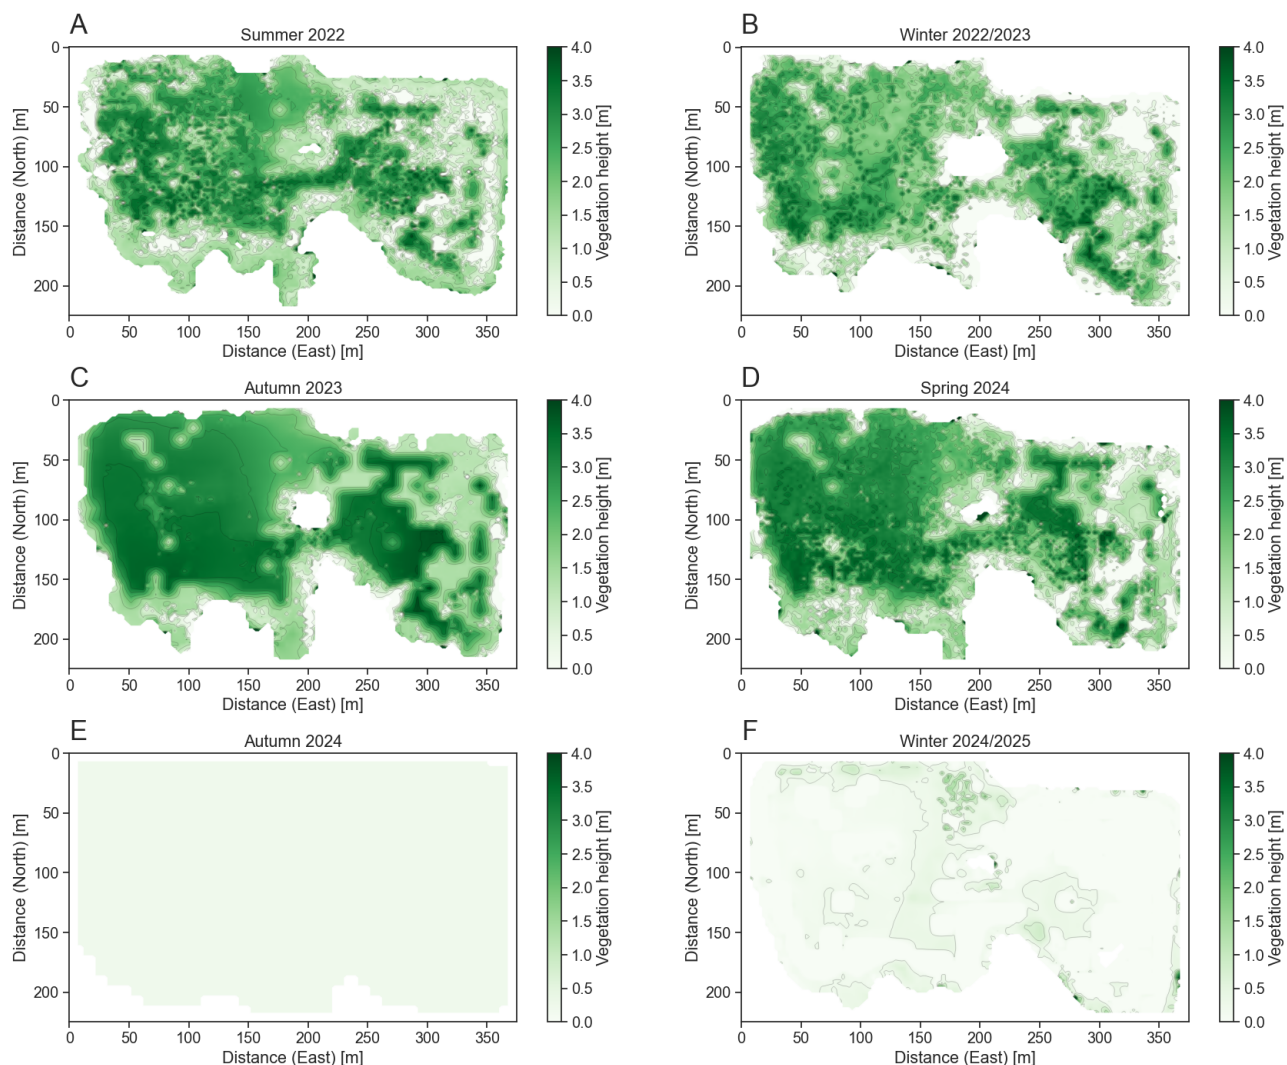 A
Summer 2022
0
50
100
150
200
Distance (North) [m]
0 50 100 150 200 250 300 350
Distance (East) [m]
4.0
3.5
3.0
2.5
2.0
1.5
1.0
0.5
0.0
Vegetation height [m]
B
Winter 2022/2023
0
50
100
150
200
Distance (North) [m]
0 50 100 150 200 250 300 350
Distance (East) [m]
4.0
3.5
3.0
2.5
2.0
1.5
1.0
0.5
0.0
Vegetation height [m]
C
Autumn 2023
0
50
100
150
200
Distance (North) [m]
0 50 100 150 200 250 300 350
Distance (East) [m]
4.0
3.5
3.0
2.5
2.0
1.5
1.0
0.5
0.0
Vegetation height [m]
D
Spring 2024
0
50
100
150
200
Distance (North) [m]
0 50 100 150 200 250 300 350
Distance (East) [m]
4.0
3.5
3.0
2.5
2.0
1.5
1.0
0.5
0.0
Vegetation height [m]
E
Autumn 2024
0
50
100
150
200
Distance (North) [m]
0 50 100 150 200 250 300 350
Distance (East) [m]
4.0
3.5
3.0
2.5
2.0
1.5
1.0
0.5
0.0
Vegetation height [m]
F
Winter 2024/2025
0
50
100
150
200
Distance (North) [m]
0 50 100 150 200 250 300 350
Distance (East) [m]
4.0
3.5
3.0
2.5
2.0
1.5
1.0
0.5
0.0
Vegetation height [m]